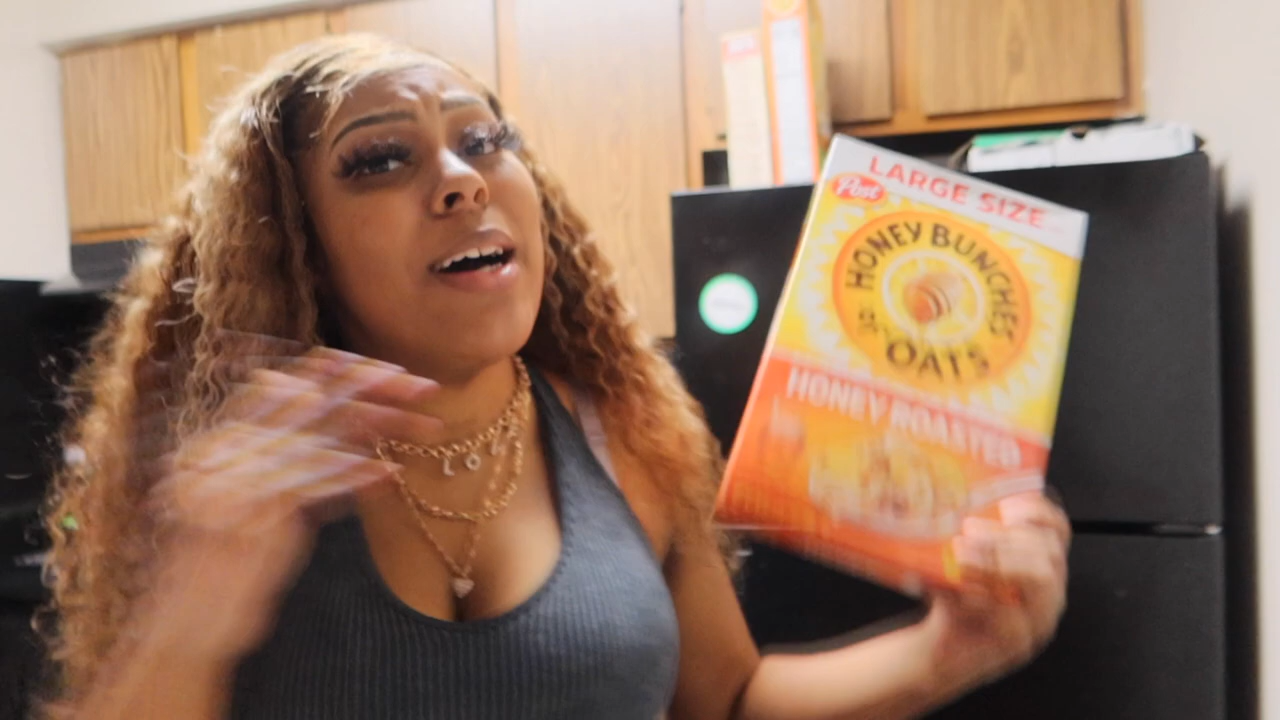 LARGE SIZE
Post
HONEY BUNCHES
OF
OATS
HONEY ROASTED